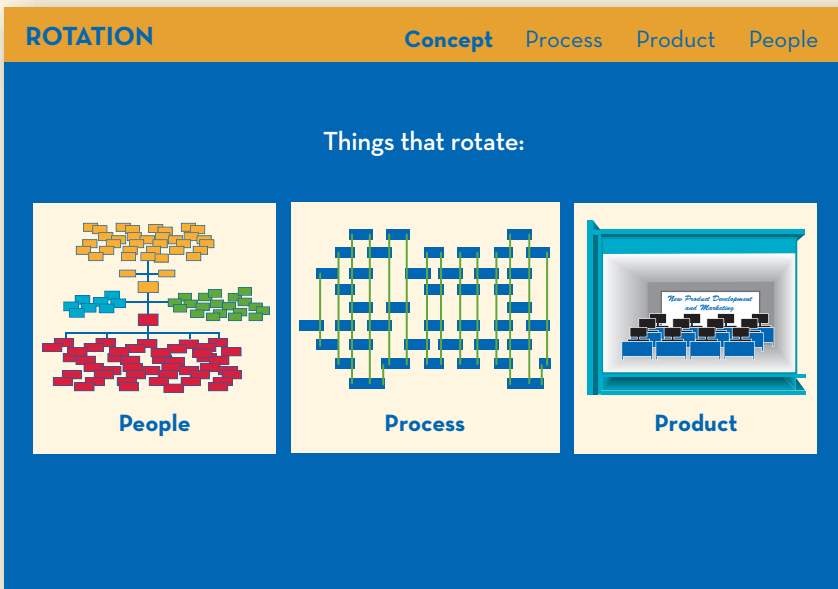 ROTATION
Concept Process Product People
Things that rotate:
New Product Development
and Marketing
People
Process
Product